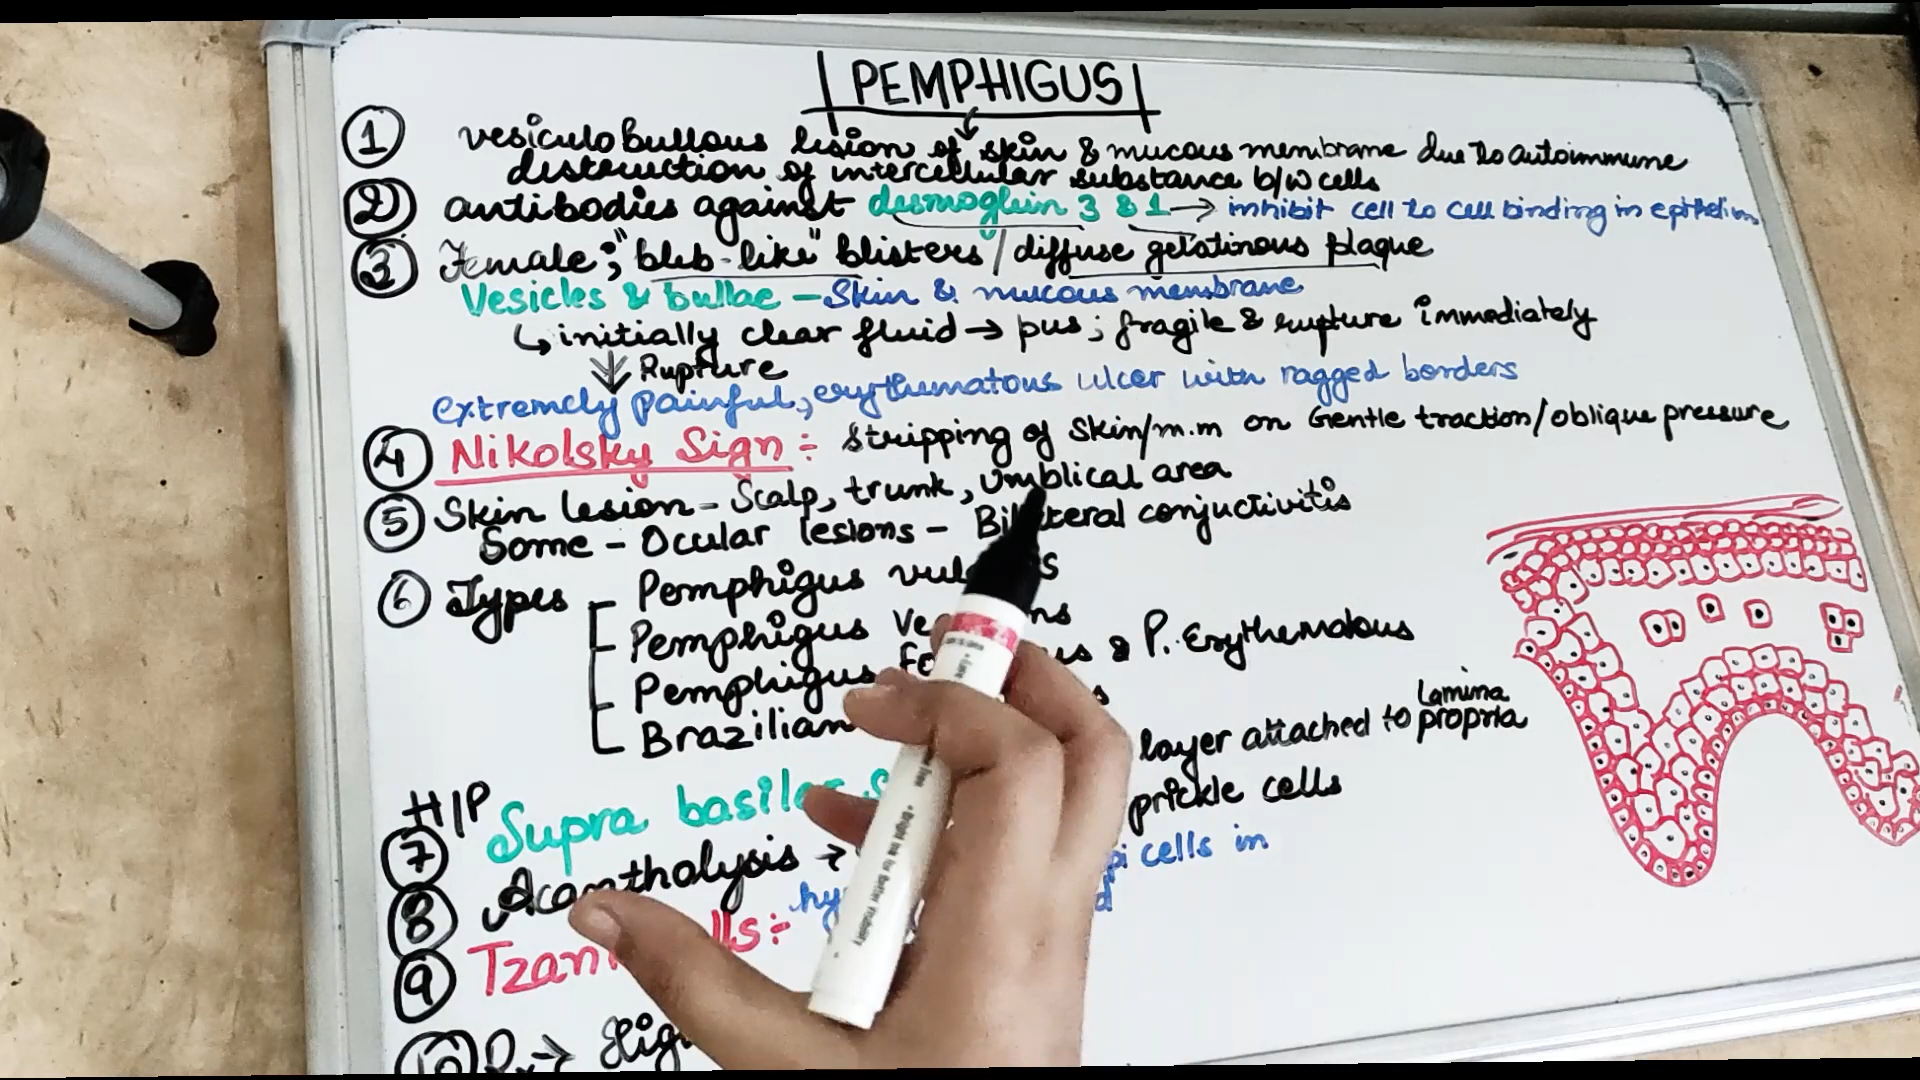 PEMPHIGUS
① vesiculobullous lesion of skin & mucous membrane due to autoimmune
destruction of intercellular substance b/w cells
② antibodies against desmoglein 3 & 1 → inhibit cell to cell binding in
③ Female; "bleb-like" blisters / diffuse gelatinous plaque
Vesicles & bullae - Skin & mucous membrane
↳ initially clear fluid → pus; fragile & rupture immediately
↓ Rupture
extremely painful, erythematous ulcer with ragged borders
④ Nikolsky Sign :- stripping of skin/m.m on Gentle traction/oblique pressure
⑤ Skin lesion - Scalp, trunk, Umblical area
Some - Ocular lesions - conjuctivitis
⑥ Types Pemphigus
Pemphigus
Pemphigus & P. Erythematous
Brazilian
layer attached to Lamina propria
H/P
⑦ Supra
prickle cells
⑧ Acantholysis →
cells in
⑨
⑩